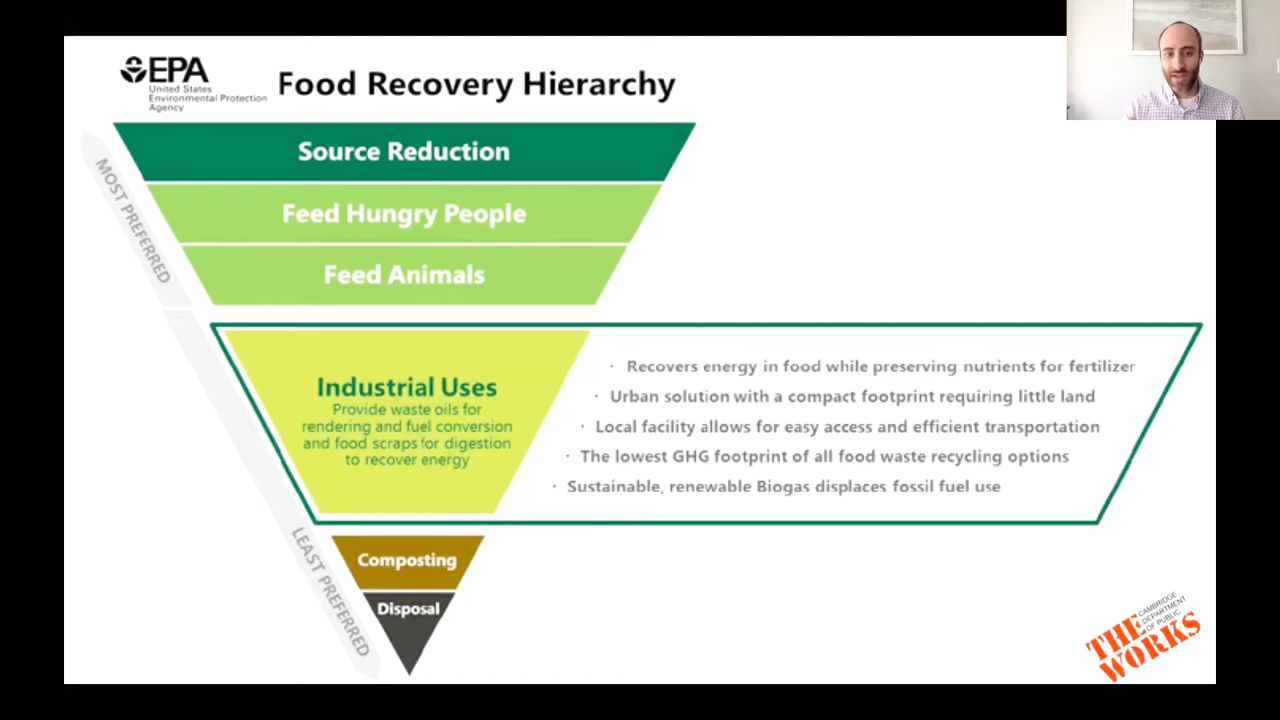 EPA
United States
Environmental Protection
Agency
Food Recovery Hierarchy
MOST PREFERRED
Source Reduction
Feed Hungry People
Feed Animals
Industrial Uses
Provide waste oils for
rendering and fuel conversion
and food scraps for digestion
to recover energy
· Recovers energy in food while preserving nutrients for fertilizer
· Urban solution with a compact footprint requiring little land
· Local facility allows for easy access and efficient transportation
· The lowest GHG footprint of all food waste recycling options
· Sustainable, renewable Biogas displaces fossil fuel use
LEAST PREFERRED
Composting
Disposal
THE
CAMBRIDGE
DEPARTMENT
OF PUBLIC
WORKS